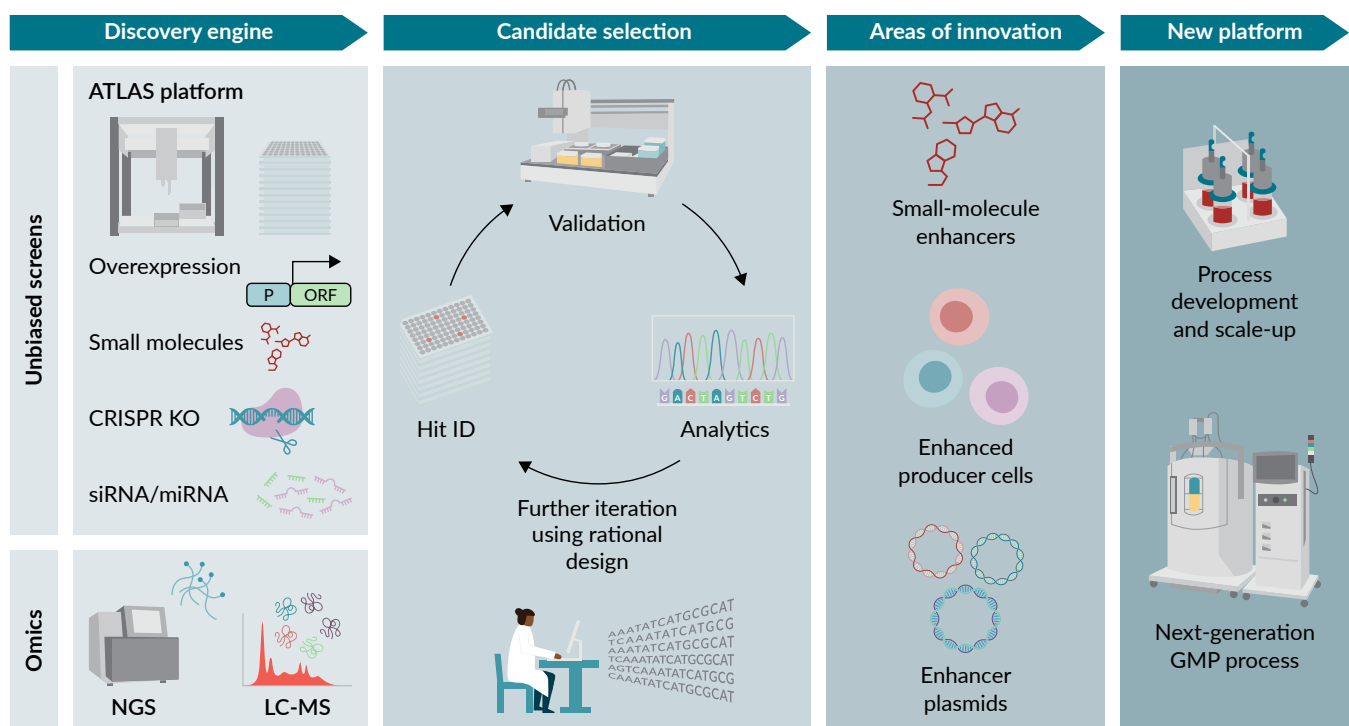 Discovery engine
Candidate selection
Areas of innovation
New platform
Unbiased screens
ATLAS platform
Overexpression
P
ORF
Small molecules
CRISPR KO
siRNA/miRNA
Omics
NGS
LC-MS
Validation
Hit ID
GACTAGTCTG
Analytics
Further iteration
using rational
design
AAATATCATGCGCAT
TCAAATATCATGCG
AAATATCATGCGCAT
TCAAATATCATGCGCAT
AGTCAAATATCATGCG
CAAATATCATGCGCAT
Small-molecule
enhancers
Enhanced
producer cells
Enhancer
plasmids
Process
development
and scale-up
Next-generation
GMP process